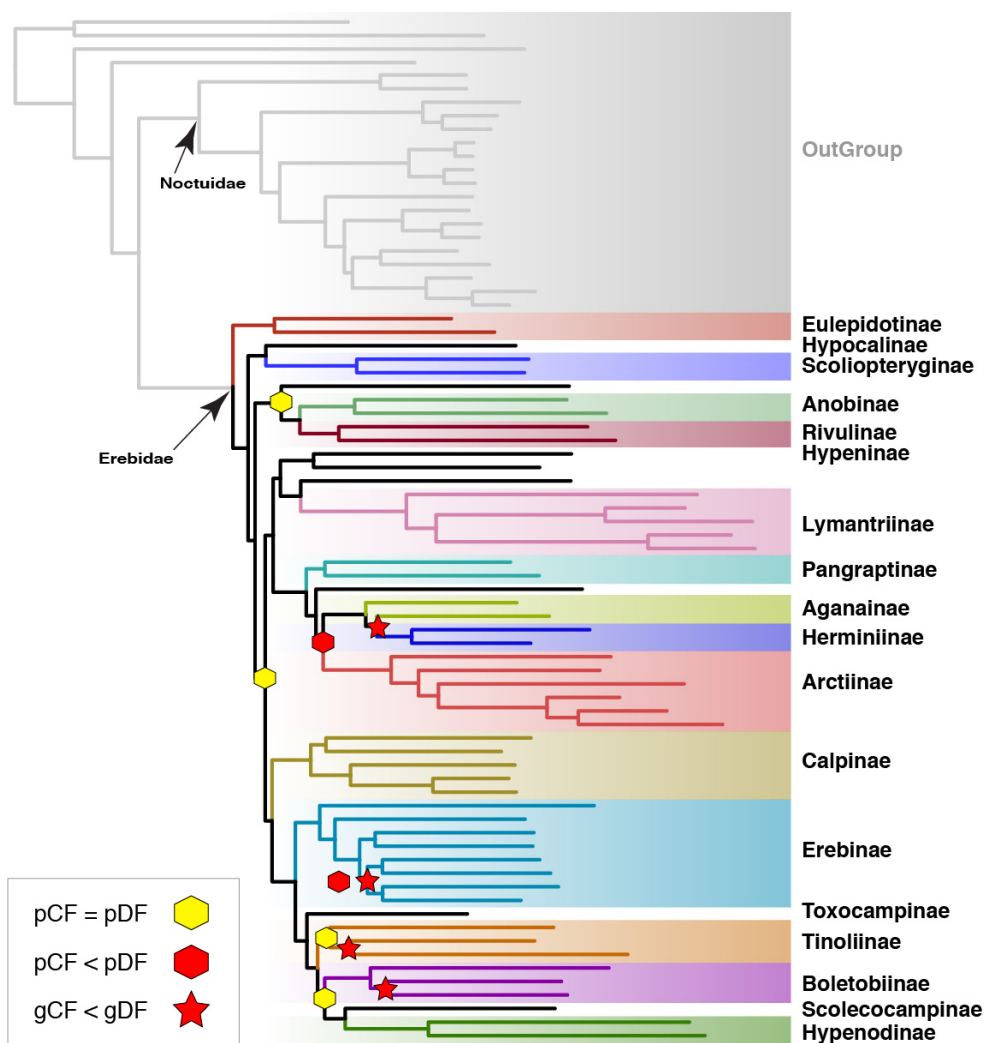 OutGroup
Noctuidae
Eulepidotinae
Hypocalinae
Scoliopteryginae
Anobinae
Rivulinae
Erebidae
Hypeninae
Lymantriinae
Pangraptinae
Aganainae
Herminiinae
Arctiinae
Calpinae
Erebinae
Toxocampinae
Tinoliinae
Boletobiinae
Scolecocampinae
Hypenodinae
pCF = pDF
pCF < pDF
gCF < gDF